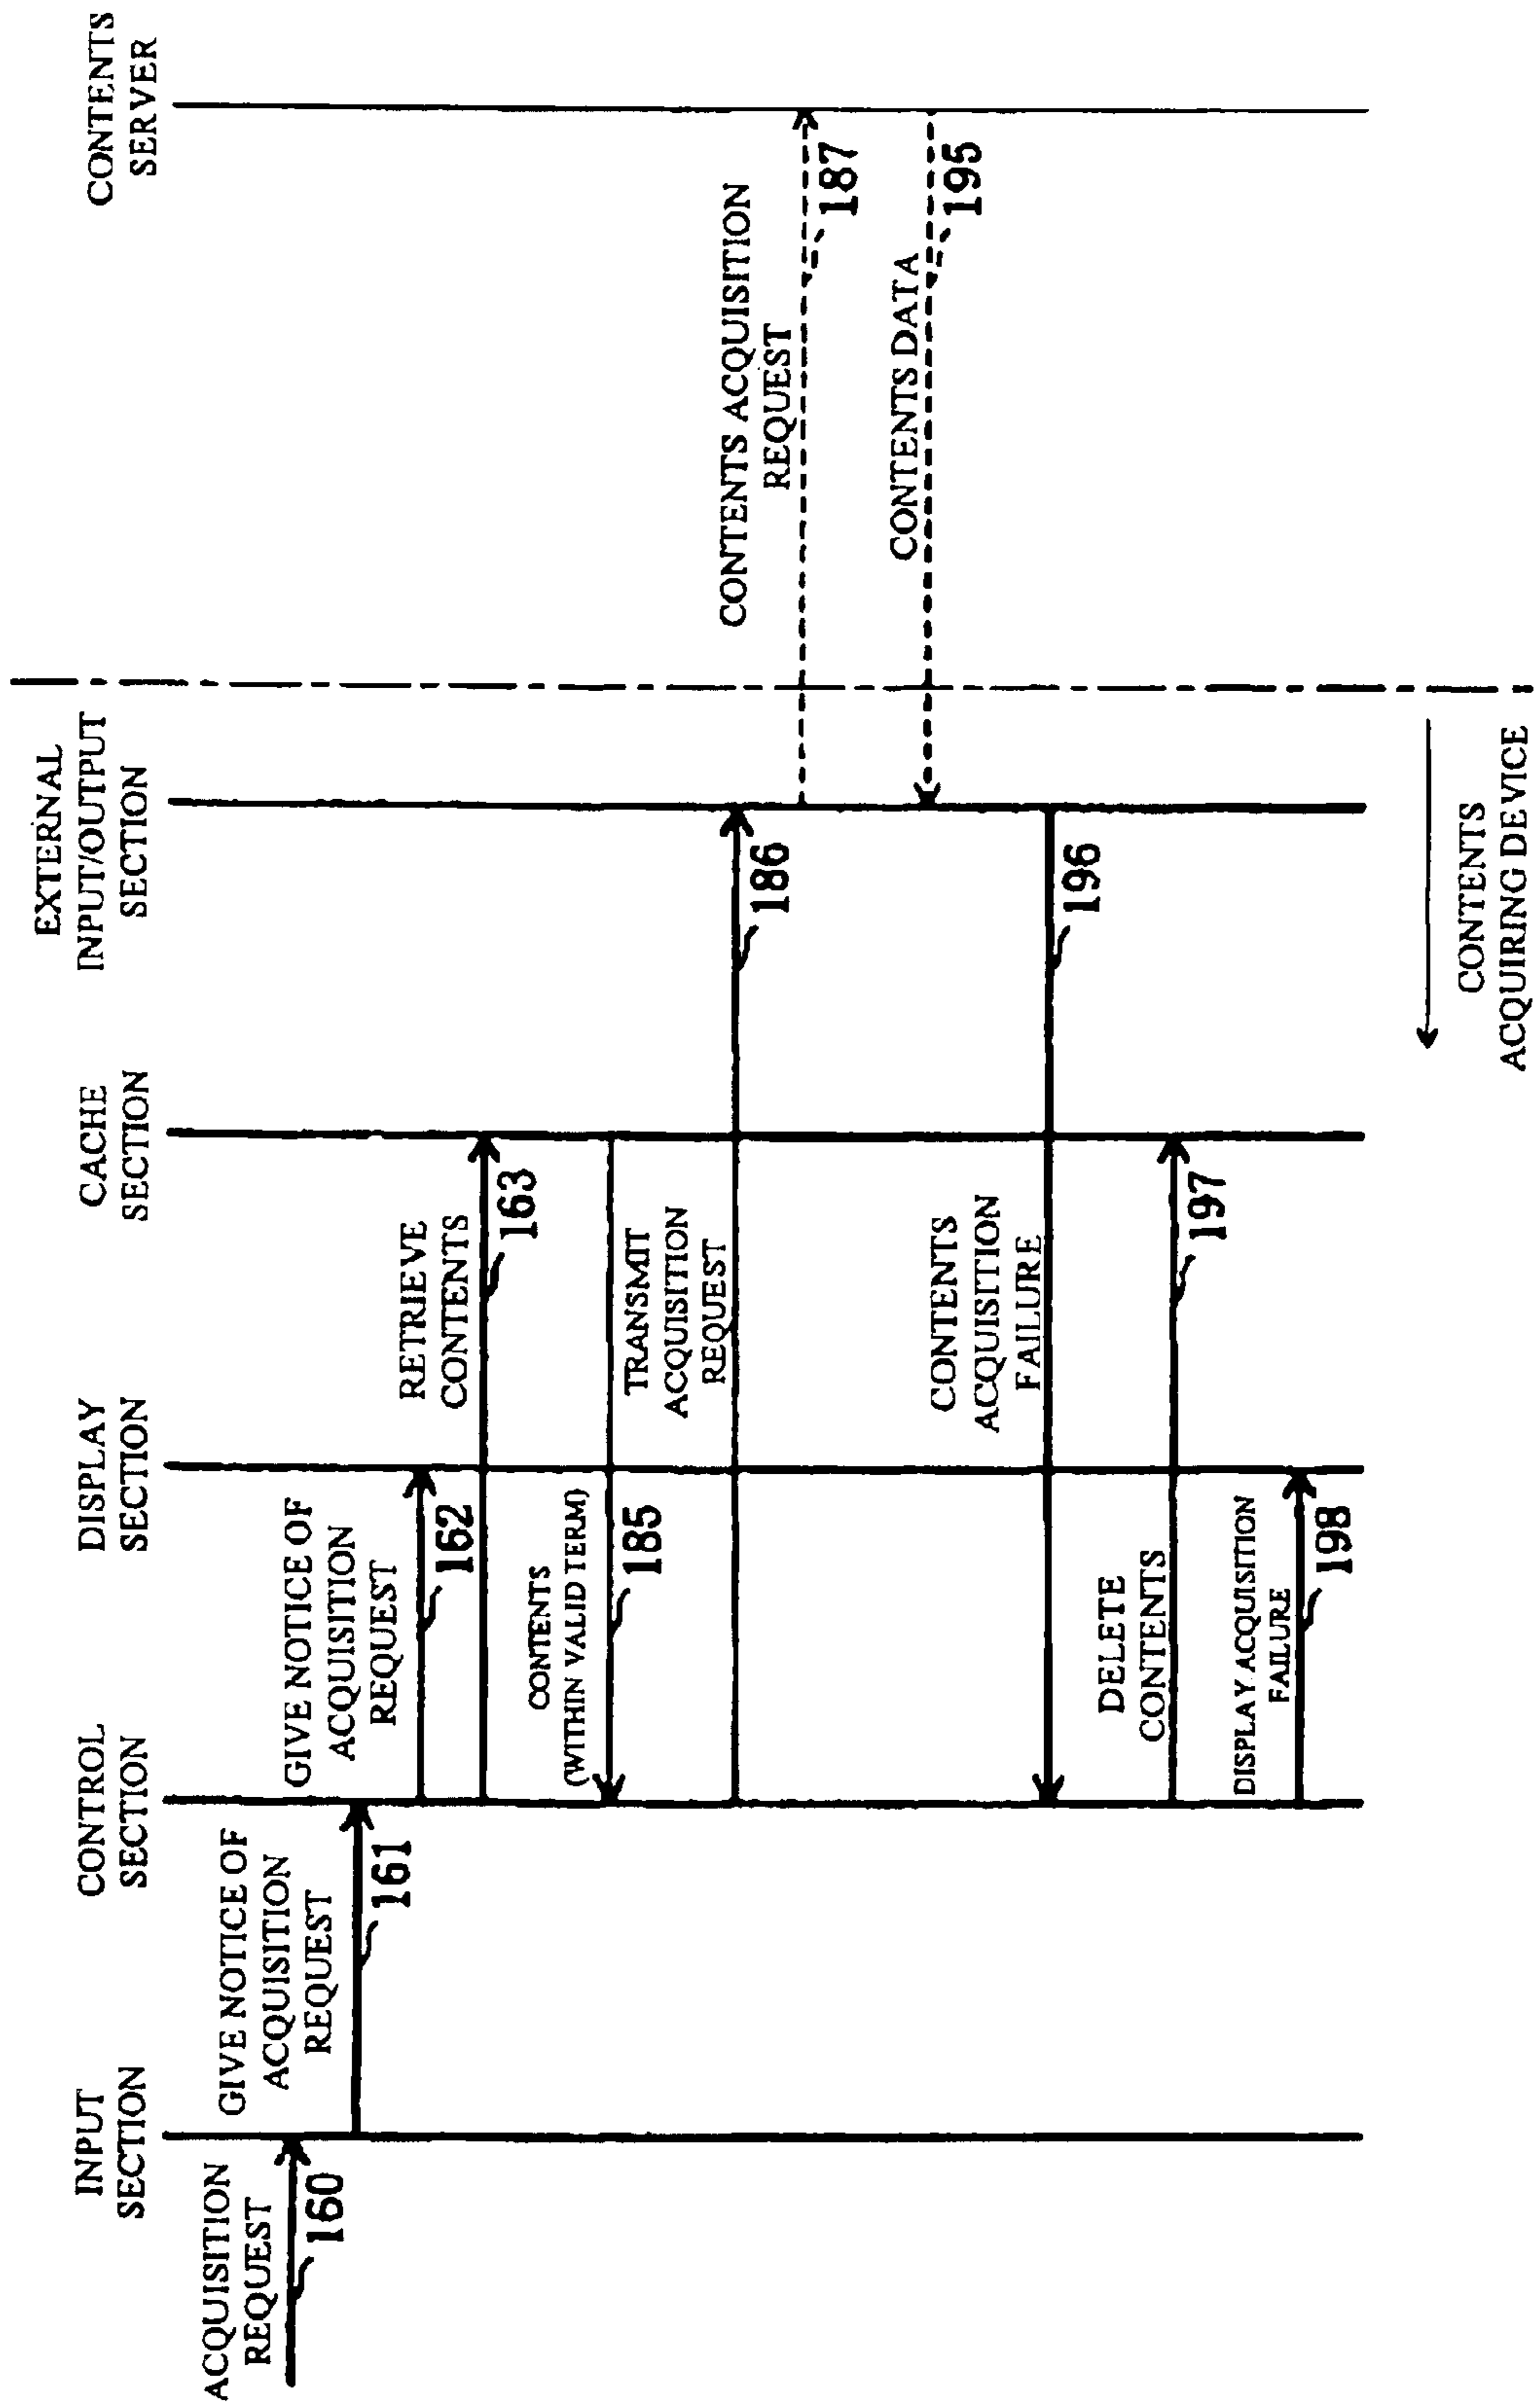 INPUT
SECTION
CONTROL
SECTION
DISPLAY
SECTION
CACHE
SECTION
EXTERNAL
INPUT/OUTPUT
SECTION
CONTENTS
SERVER
ACQUISITION
REQUEST
160
GIVE NOTICE OF
ACQUISITION
REQUEST
161
GIVE NOTICE OF
ACQUISITION
REQUEST
162
RETRIEVE
CONTENTS
163
CONTENTS
(WITHIN VALID TERM)
185
TRANSMIT
ACQUISITION
REQUEST
186
CONTENTS ACQUISITION
REQUEST
187
CONTENTS DATA
195
CONTENTS
ACQUISITION
FAILURE
196
DELETE
CONTENTS
197
DISPLAY ACQUISITION
FAILURE
198
CONTENTS
ACQUIRING DEVICE